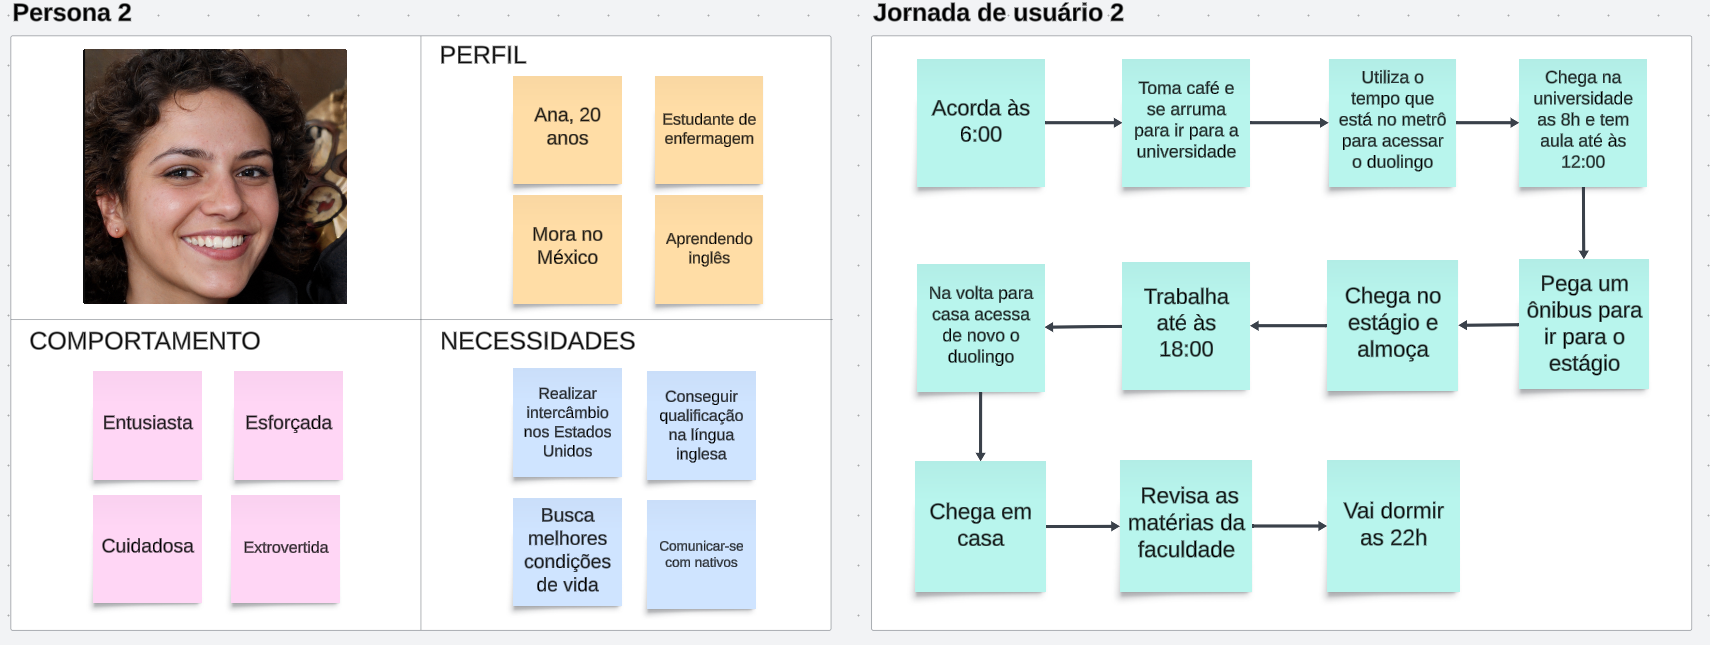 Persona 2
PERFIL
Ana, 20
anos
Estudante de
enfermagem
Mora no
México
Aprendendo
inglês
COMPORTAMENTO
Entusiasta
Esforçada
Cuidadosa
Extrovertida
NECESSIDADES
Realizar
intercâmbio
nos Estados
Unidos
Conseguir
qualificação
na língua
inglesa
Busca
melhores
condições
de vida
Comunicar-se
com nativos
Jornada de usuário 2
Acorda às
6:00
Toma café e
se arruma
para ir para a
universidade
Utiliza o
tempo que
está no metrô
para acessar
o duolingo
Chega na
universidade
as 8h e tem
aula até às
12:00
Pega um
ônibus para
ir para o
estágio
Chega no
estágio e
almoça
Trabalha
até às
18:00
Na volta para
casa acessa
de novo o
duolingo
Chega em
casa
Revisa as
matérias da
faculdade
Vai dormir
as 22h